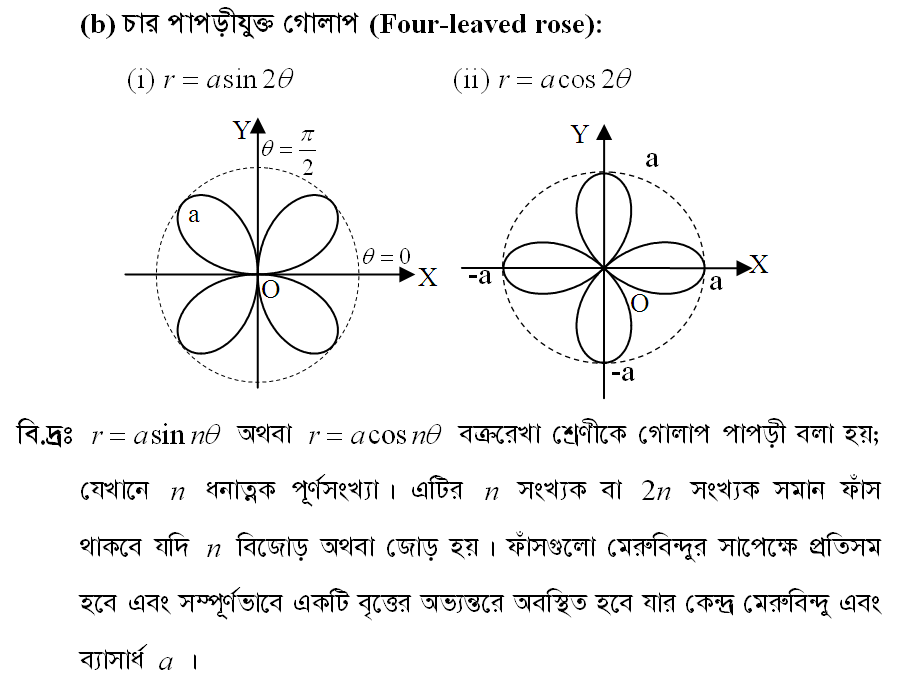 (b) চার পাপড়ীযুক্ত গোলাপ (Four-leaved rose):
(i) r = a sin 2θ (ii) r = a cos 2θ
Y θ = π/2
a
θ = 0
X
O
Y
a
-a
X
a
O
-a
বি.দ্রঃ r = a sin nθ অথবা r = a cos nθ বক্ররেখা শ্রেণীকে গোলাপ পাপড়ী বলা হয়;
যেখানে n ধনাত্নক পূর্ণসংখ্যা। এটির n সংখ্যক বা 2n সংখ্যক সমান ফাঁস
থাকবে যদি n বিজোড় অথবা জোড় হয়। ফাঁসগুলো মেরুবিন্দুর সাপেক্ষে প্রতিসম
হবে এবং সম্পূর্ণভাবে একটি বৃত্তের অভ্যন্তরে অবস্থিত হবে যার কেন্দ্র মেরুবিন্দু এবং
ব্যাসার্ধ a ।